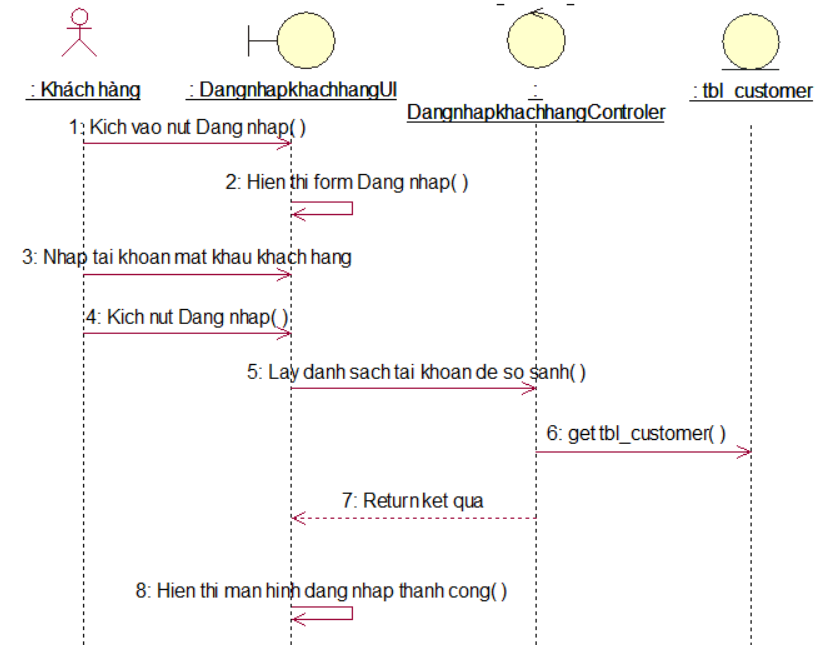 : Khách hàng
: DangnhapkhachhangUI
:
DangnhapkhachhangControler
: tbl_customer
1: Kich vao nut Dang nhap( )
2: Hien thi form Dang nhap( )
3: Nhap tai khoan mat khau khach hang
4: Kich nut Dang nhap( )
5: Lay danh sach tai khoan de so sanh( )
6: get tbl_customer( )
7: Return ket qua
8: Hien thi man hinh dang nhap thanh cong( )